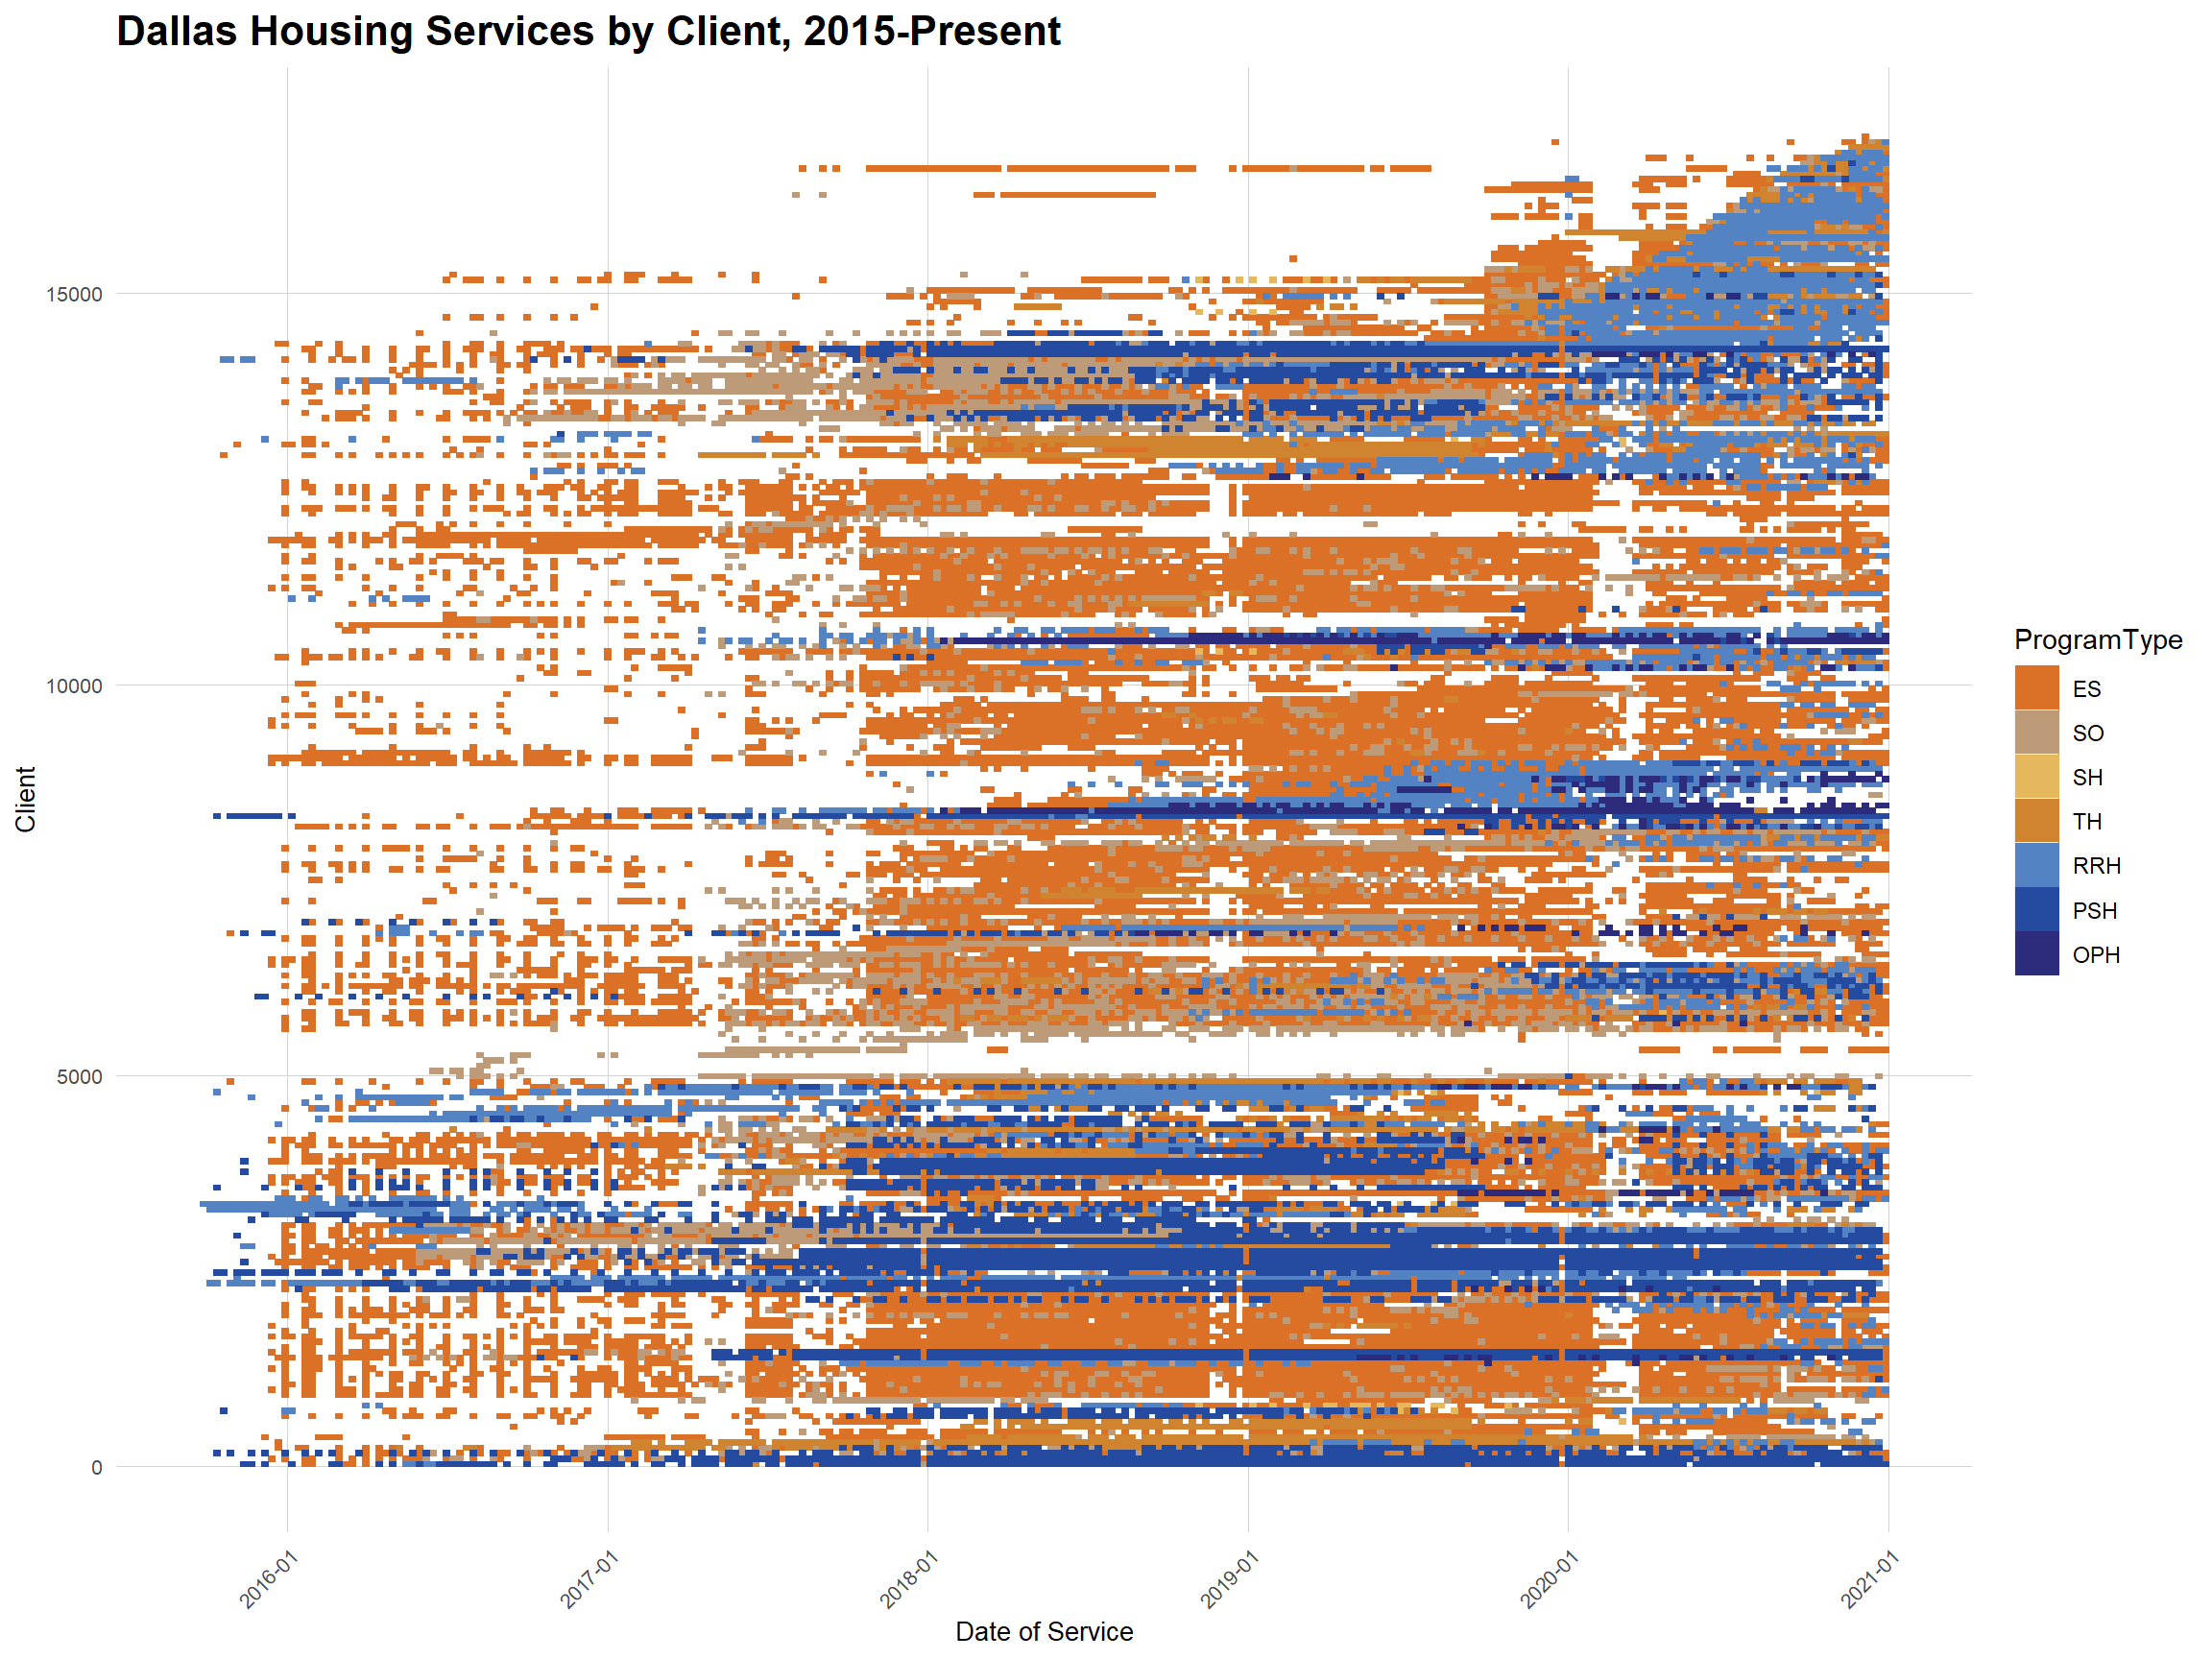 Dallas Housing Services by Client, 2015-Present
Client
15000
10000
5000
0
2016-01
2017-01
2018-01
2019-01
2020-01
2021-01
Date of Service
ProgramType
ES
SO
SH
TH
RRH
PSH
OPH